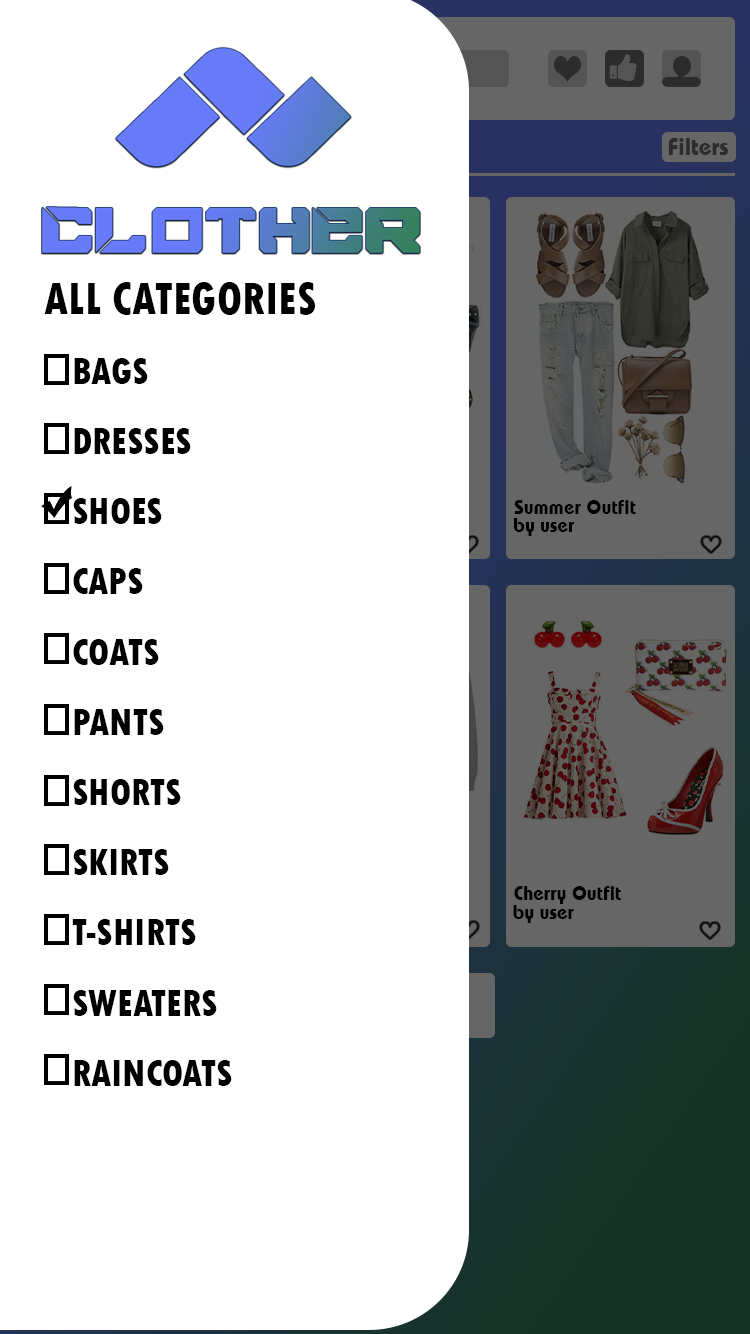 CLOTHER
ALL CATEGORIES
BAGS
DRESSES
SHOES
CAPS
COATS
PANTS
SHORTS
SKIRTS
T-SHIRTS
SWEATERS
RAINCOATS
Filters
Summer Outfit
by user
Cherry Outfit
by user